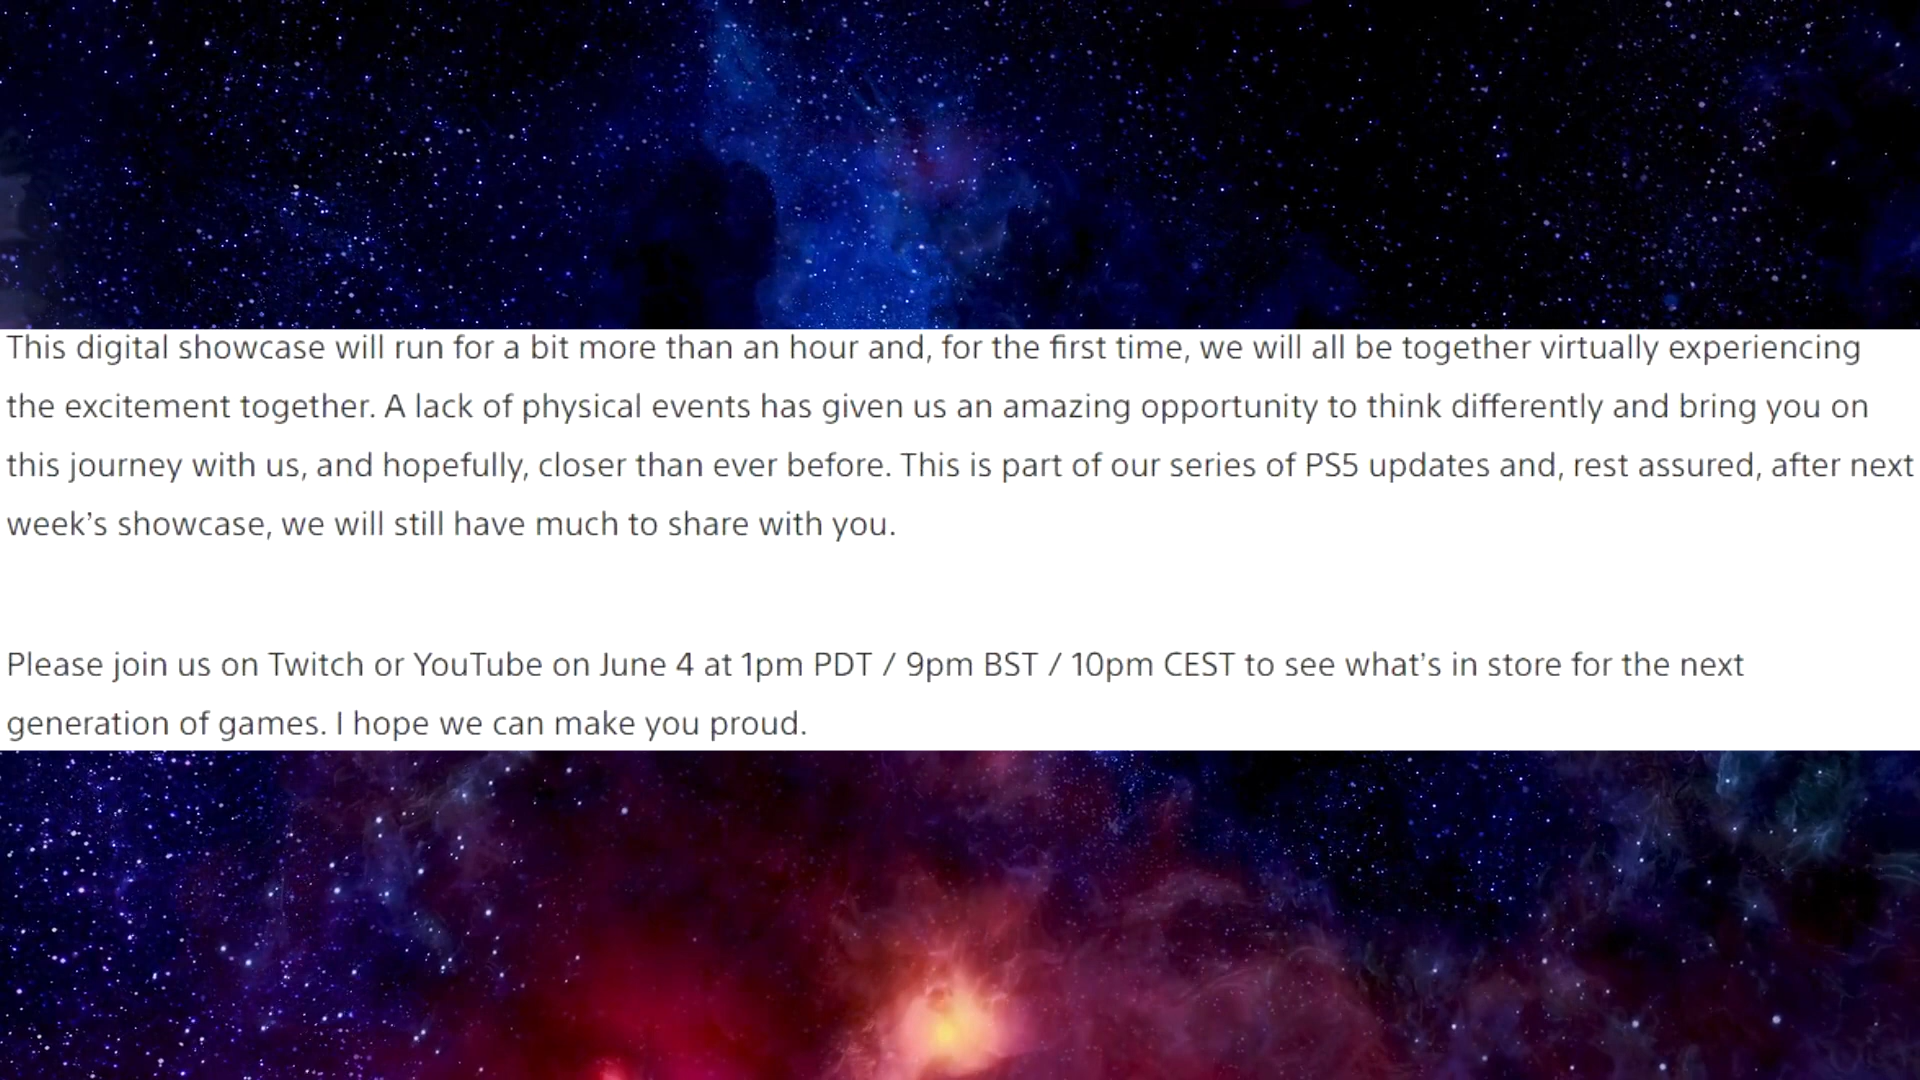 This digital showcase will run for a bit more than an hour and, for the first time, we will all be together virtually experiencing
the excitement together. A lack of physical events has given us an amazing opportunity to think differently and bring you on
this journey with us, and hopefully, closer than ever before. This is part of our series of PS5 updates and, rest assured, after next
week’s showcase, we will still have much to share with you.
Please join us on Twitch or YouTube on June 4 at 1pm PDT / 9pm BST / 10pm CEST to see what’s in store for the next
generation of games. I hope we can make you proud.